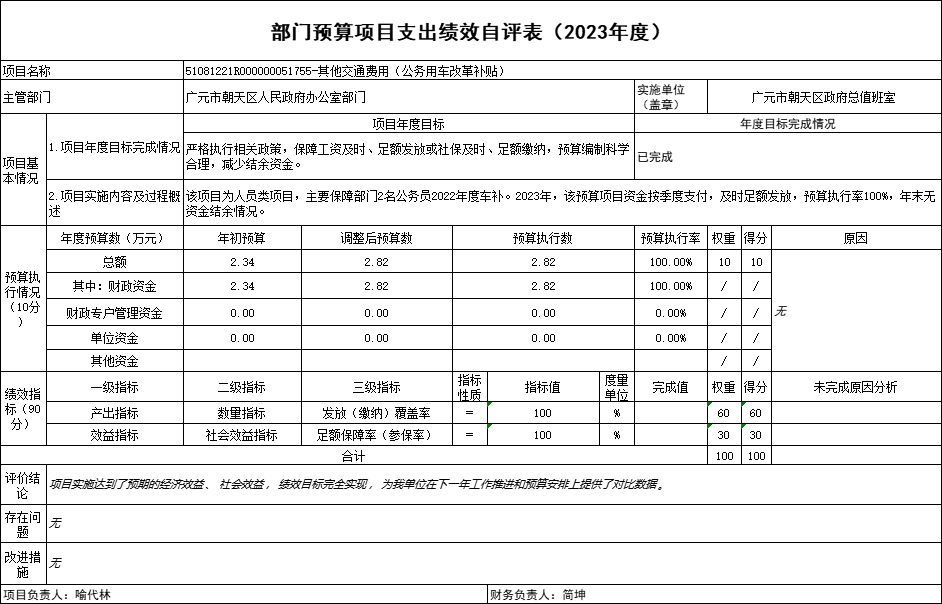 部门预算项目支出绩效自评表（2023年度）
项目名称 51081221R000000051755-其他交通费用（公务用车改革补贴）
主管部门 广元市朝天区人民政府办公室部门 实施单位（盖章） 广元市朝天区政府总值班室
项目基本情况 1.项目年度目标完成情况 项目年度目标 年度目标完成情况
严格执行相关政策，保障工资及时、足额发放或社保及时、足额缴纳，预算编制科学合理，减少结余资金。 已完成
2.项目实施内容及过程概述 该项目为人员类项目，主要保障部门2名公务员2022年度车补。2023年，该预算项目资金按季度支付，及时足额发放，预算执行率100%，年末无资金结余情况。
预算执行情况（10分） 年度预算数（万元） 年初预算 调整后预算数 预算执行数 预算执行率 权重 得分 原因
总额 2.34 2.82 2.82 100.00% 10 10 无
其中：财政资金 2.34 2.82 2.82 100.00% / /
财政专户管理资金 0.00 0.00 0.00 0.00% / /
单位资金 0.00 0.00 0.00 0.00% / /
其他资金 / /
绩效指标（90分） 一级指标 二级指标 三级指标 指标性质 指标值 度量单位 完成值 权重 得分 未完成原因分析
产出指标 数量指标 发放（缴纳）覆盖率 ＝ 100 % 60 60
效益指标 社会效益指标 足额保障率（参保率） ＝ 100 % 30 30
合计 100 100
评价结论 项目实施达到了预期的经济效益、社会效益，绩效目标完全实现，为我单位在下一年工作推进和预算安排上提供了对比数据。
存在问题 无
改进措施 无
项目负责人：喻代林 财务负责人：简坤